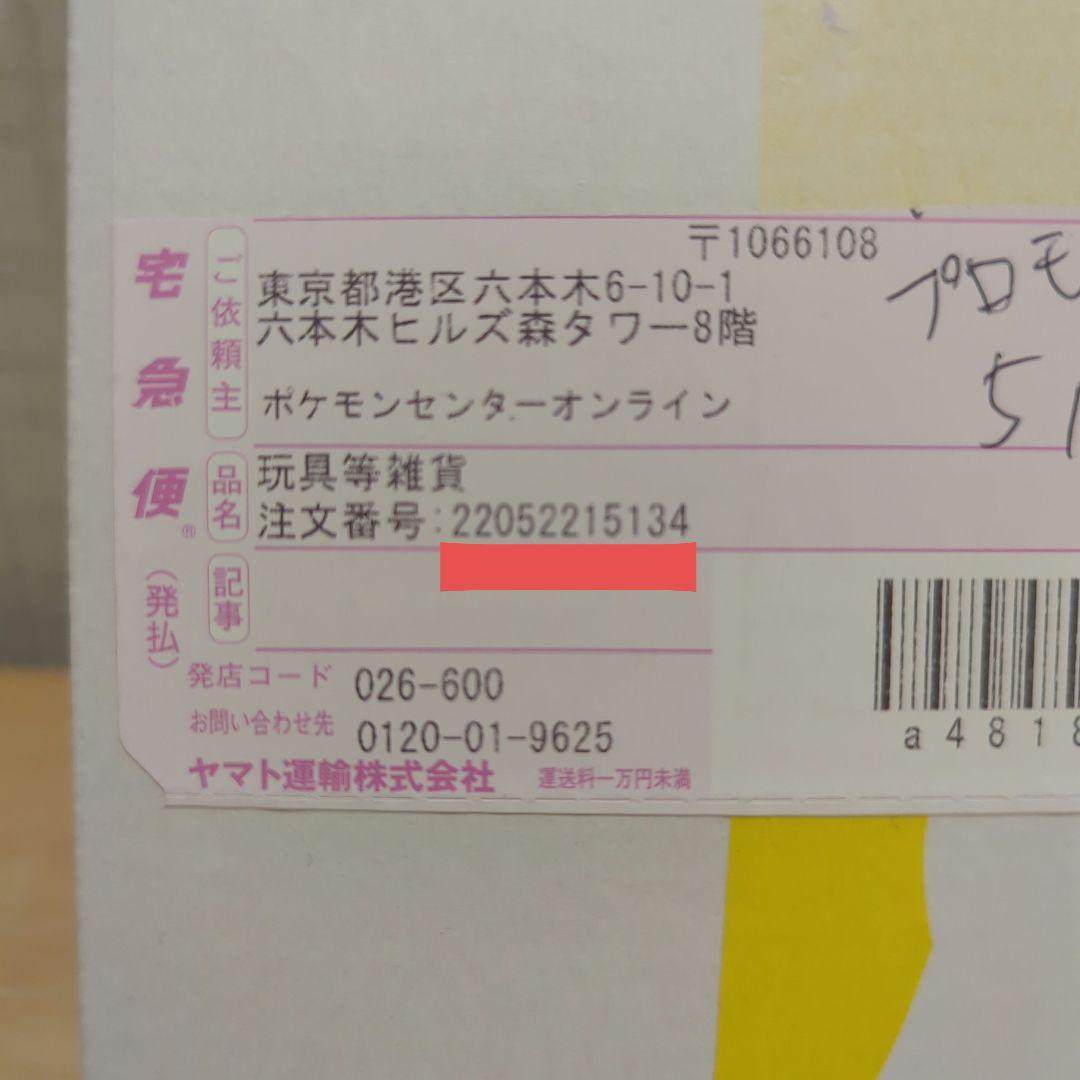 宅急便®(発払)
ご依頼主
〒1066108
東京都港区六本木6-10-1
六本木ヒルズ森タワー8階
ポケモンセンターオンライン
プロモ
51
品名
玩具等雑貨
注文番号:22052215134
記事
発店コード 026-600
お問い合わせ先 0120-01-9625
ヤマト運輸株式会社 運送料一万円未満
a4818